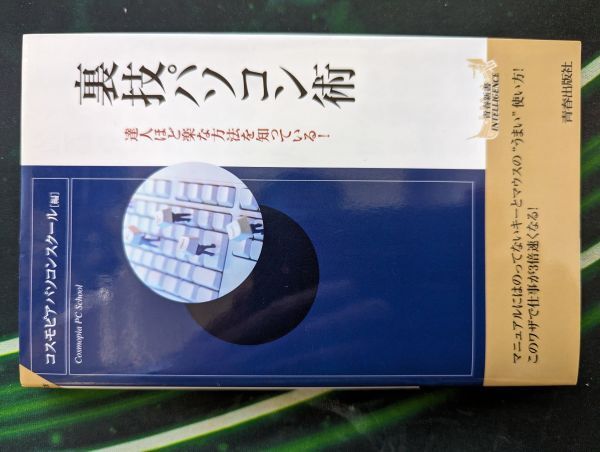 裏技パソコン術
達人ほど楽な方法を知っている!
コスモピアパソコンスクール[編]
Cosmopia PC School
青春新書
INTELLIGENCE
マニュアルにはのってないキーとマウスの“うまい”使い方!
このワザで仕事が3倍速くなる!
青春出版社